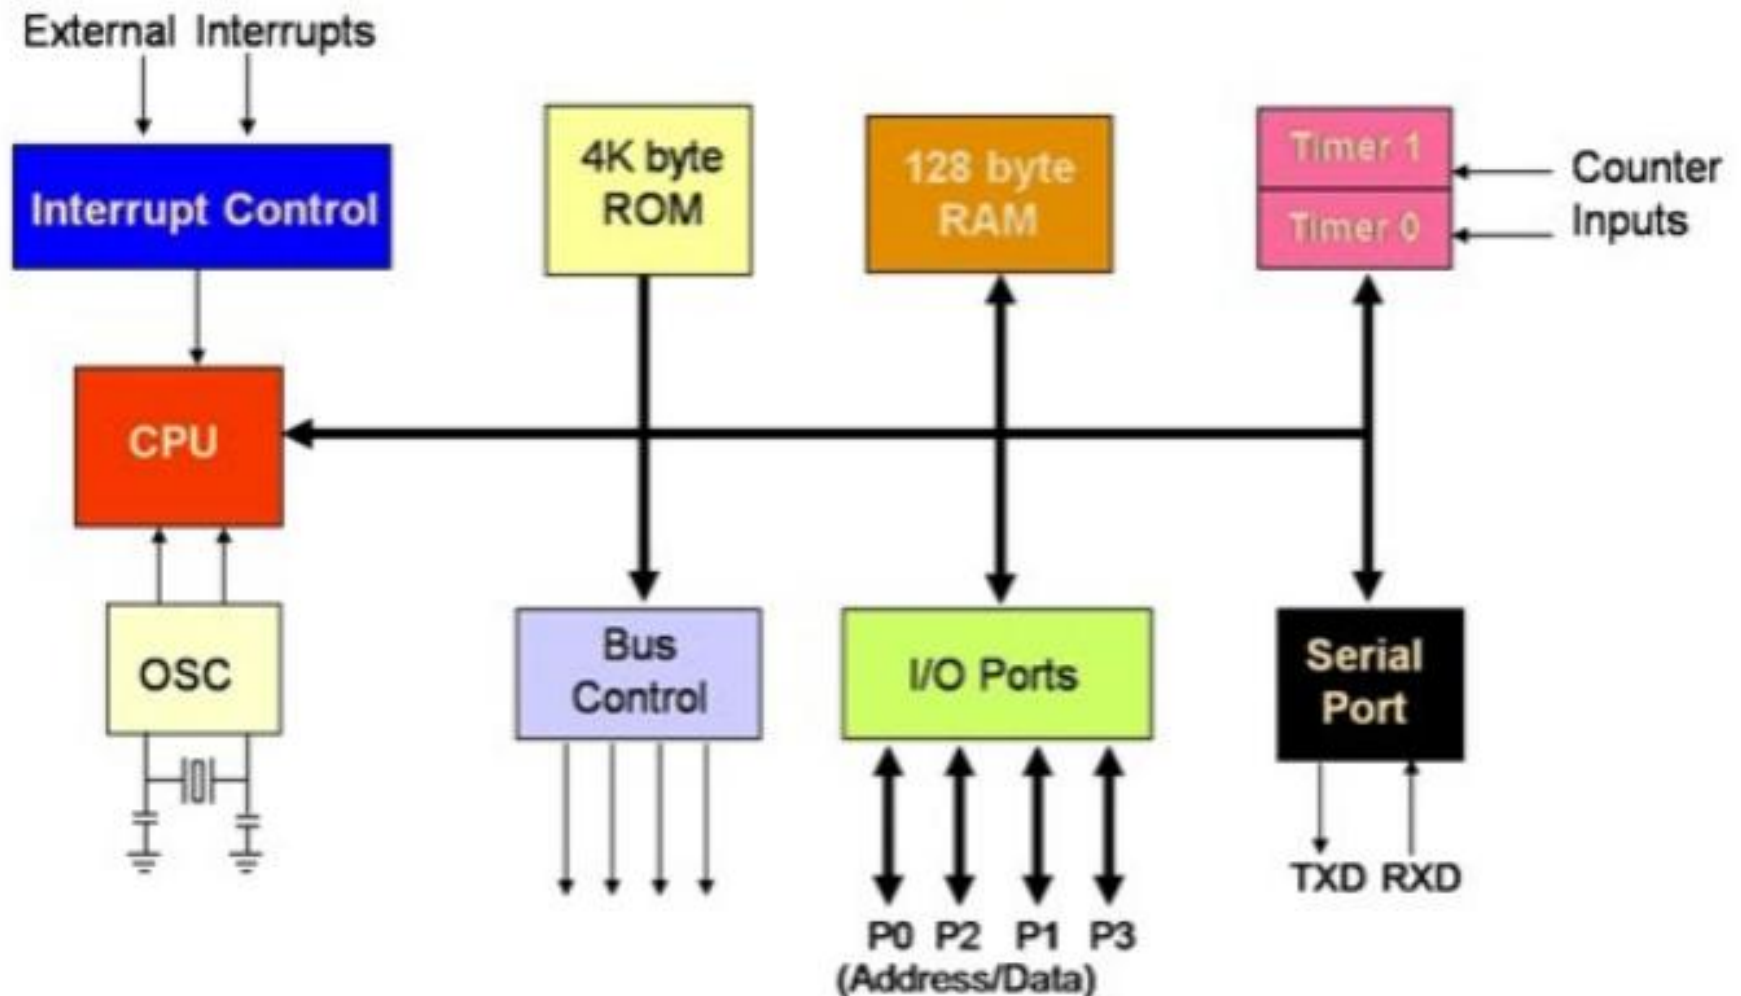 External Interrupts
Interrupt Control
4K byte
ROM
128 byte
RAM
Timer 1
Timer 0
Counter
Inputs
CPU
OSC
Bus
Control
I/O Ports
Serial
Port
TXD RXD
P0 P2 P1 P3
(Address/Data)